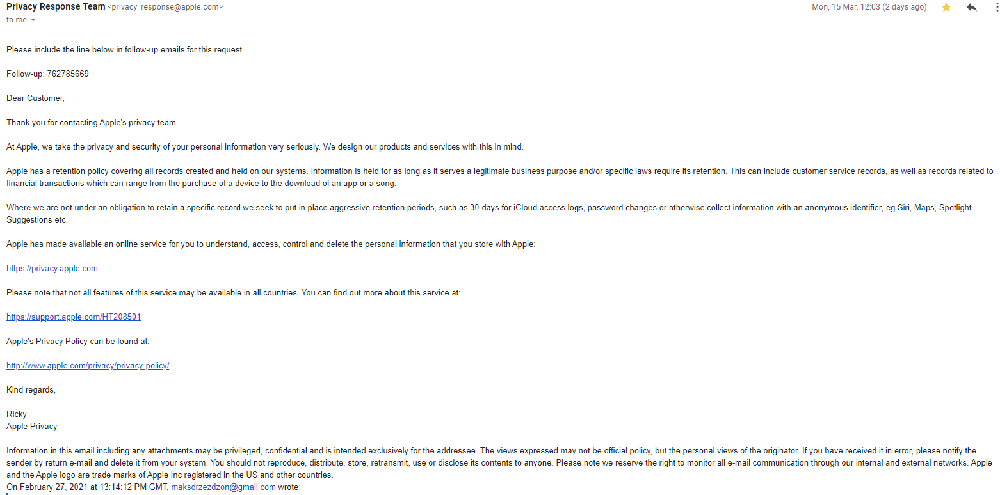 Privacy Response Team <privacy_response@apple.com>
Mon, 15 Mar, 12:03 (2 days ago)
to me
Please include the line below in follow-up emails for this request.
Follow-up: 762785669
Dear Customer,
Thank you for contacting Apple's privacy team.
At Apple, we take the privacy and security of your personal information very seriously. We design our products and services with this in mind.
Apple has a retention policy covering all records created and held on our systems. Information is held for as long as it serves a legitimate business purpose and/or specific laws require its retention. This can include customer service records, as well as records related to
financial transactions which can range from the purchase of a device to the download of an app or a song.
Where we are not under an obligation to retain a specific record we seek to put in place aggressive retention periods, such as 30 days for iCloud access logs, password changes or otherwise collect information with an anonymous identifier, eg Siri, Maps, Spotlight
Suggestions etc.
Apple has made available an online service for you to understand, access, control and delete the personal information that you store with Apple:
https://privacy.apple.com
Please note that not all features of this service may be available in all countries. You can find out more about this service at:
https://support.apple.com/HT208501
Apple's Privacy Policy can be found at:
http://www.apple.com/privacy/privacy-policy/
Kind regards,
Ricky
Apple Privacy
Information in this email including any attachments may be privileged, confidential and is intended exclusively for the addressee. The views expressed may not be official policy, but the personal views of the originator. If you have received it in error, please notify the
sender by return e-mail and delete it from your system. You should not reproduce, distribute, store, retransmit, use or disclose its contents to anyone. Please note we reserve the right to monitor all e-mail communication through our internal and external networks. Apple
and the Apple logo are trade marks of Apple Inc registered in the US and other countries.
On February 27, 2021 at 13:14:12 PM GMT, maksdrzezdzon@gmail.com wrote: